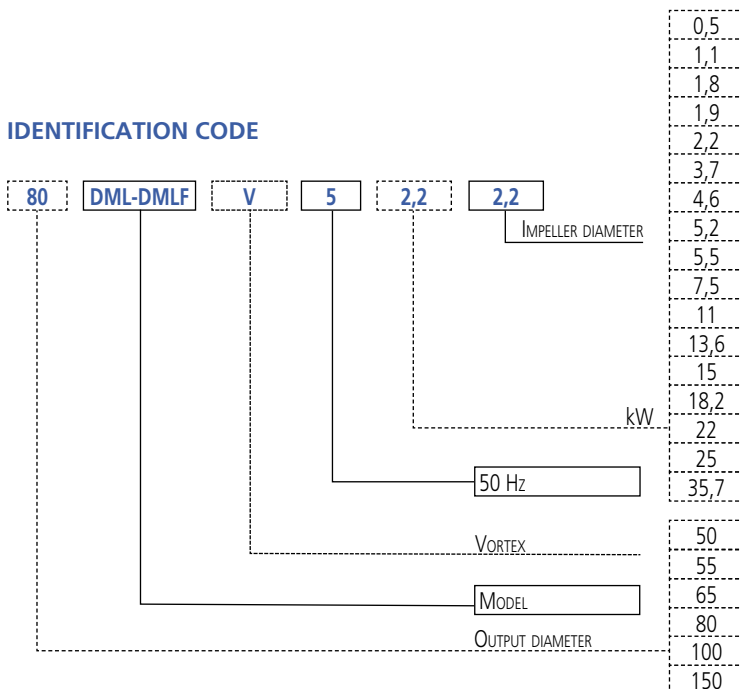 IDENTIFICATION CODE
80 DML-DMLF V 5 2,2 2,2
IMPELLER DIAMETER
kW
50 Hz
VORTEX
MODEL
OUTPUT DIAMETER
0,5
1,1
1,8
1,9
2,2
3,7
4,6
5,2
5,5
7,5
11
13,6
15
18,2
22
25
35,7
50
55
65
80
100
150